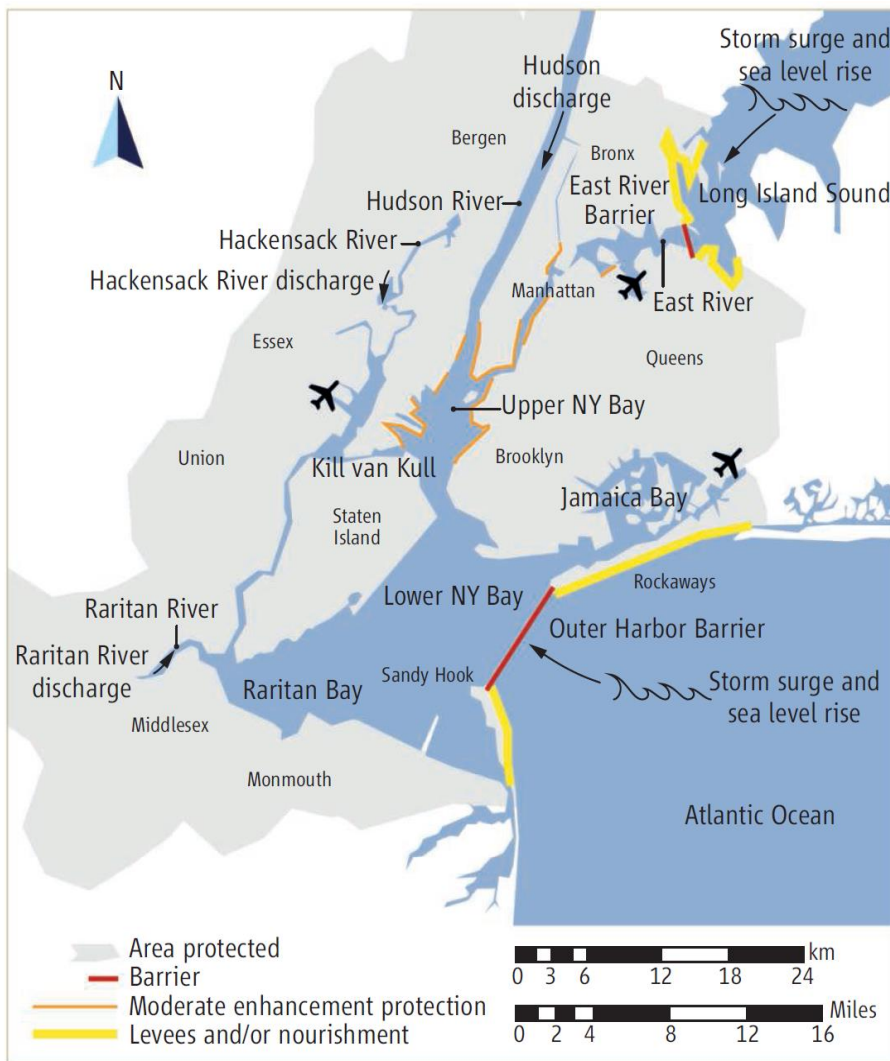 Storm surge and
sea level rise
N
Hudson
discharge
Bergen
Bronx
East River
Barrier
Long Island Sound
Hudson River
Hackensack River
Hackensack River discharge
Manhattan
East River
Essex
Queens
Upper NY Bay
Union
Kill van Kull
Brooklyn
Jamaica Bay
Staten
Island
Rockaways
Lower NY Bay
Raritan River
Outer Harbor Barrier
Raritan River
discharge
Raritan Bay
Sandy Hook
Storm surge and
sea level rise
Middlesex
Monmouth
Atlantic Ocean
Area protected
Barrier
Moderate enhancement protection
Levees and/or nourishment
km
0 3 6 12 18 24
Miles
0 2 4 8 12 16